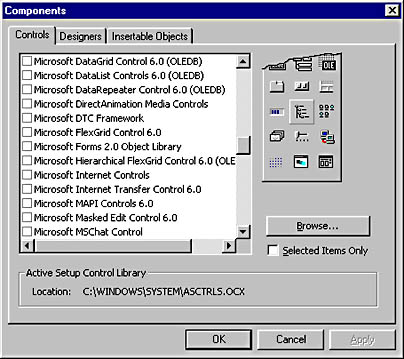 Components
Controls
Designers
Insertable Objects
Microsoft DataGrid Control 6.0 (OLEDB)
Microsoft DataList Controls 6.0 (OLEDB)
Microsoft DataRepeater Control 6.0 (OLEDB)
Microsoft DirectAnimation Media Controls
Microsoft DTC Framework
Microsoft FlexGrid Control 6.0
Microsoft Forms 2.0 Object Library
Microsoft Hierarchical FlexGrid Control 6.0 (OLE
Microsoft Internet Controls
Microsoft Internet Transfer Control 6.0
Microsoft MAPI Controls 6.0
Microsoft Masked Edit Control 6.0
Microsoft MSChat Control
OLE
Browse...
Selected Items Only
Active Setup Control Library
Location: C:\WINDOWS\SYSTEM\ASCTRLS.OCX
OK
Cancel
Apply